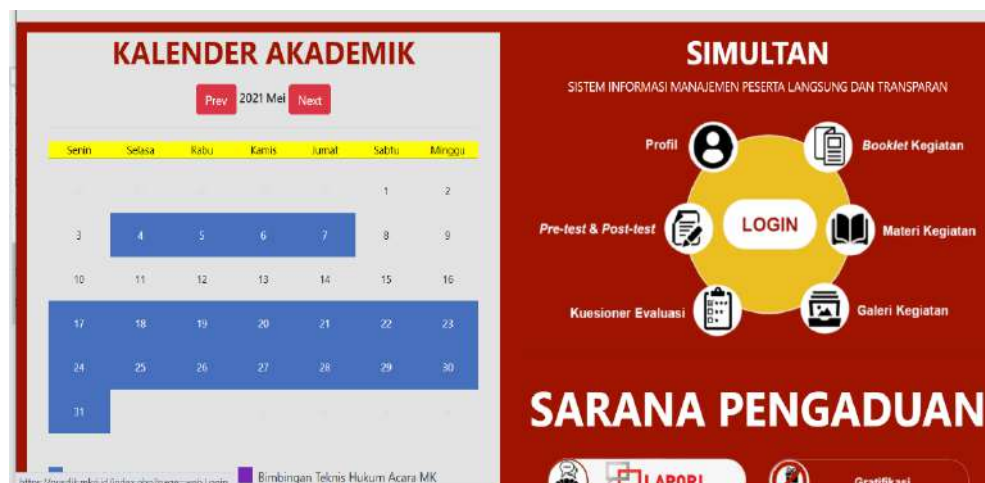 KALENDER AKADEMIK
Prev 2021 Mei Next
Senin Selasa Rabu Kamis Jumat Sabtu Minggu
1 2
3 4 5 6 7 8 9
10 11 12 13 14 15 16
17 18 19 20 21 22 23
24 25 26 27 28 29 30
31
Bimbingan Teknis Hukum Acara MK
SIMULTAN
SISTEM INFORMASI MANAJEMEN PESERTA LANGSUNG DAN TRANSPARAN
Profil
Booklet Kegiatan
Pre-test & Post-test
LOGIN
Materi Kegiatan
Kuesioner Evaluasi
Galeri Kegiatan
SARANA PENGADUAN
LAPOR!
Gratifikasi